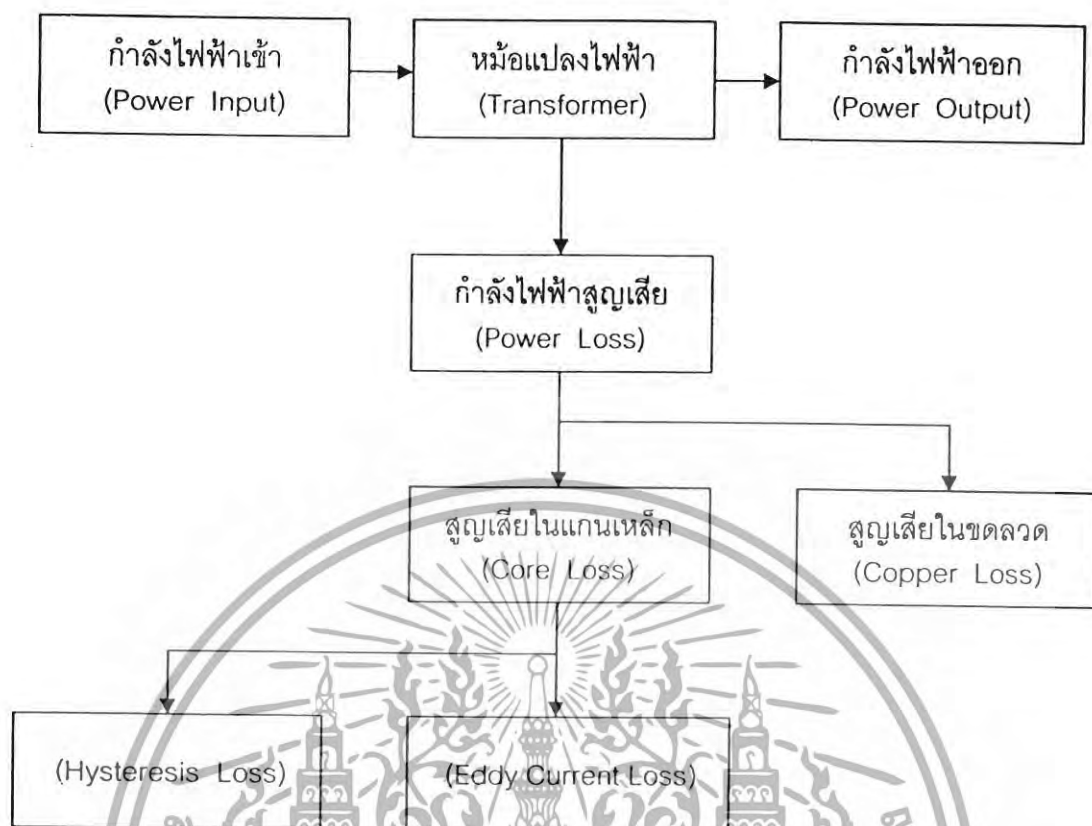 กำลังไฟฟ้าเข้า
(Power Input)
หม้อแปลงไฟฟ้า
(Transformer)
กำลังไฟฟ้าออก
(Power Output)
กำลังไฟฟ้าสูญเสีย
(Power Loss)
สูญเสียในแกนเหล็ก
(Core Loss)
สูญเสียในขดลวด
(Copper Loss)
(Hysteresis Loss)
(Eddy Current Loss)